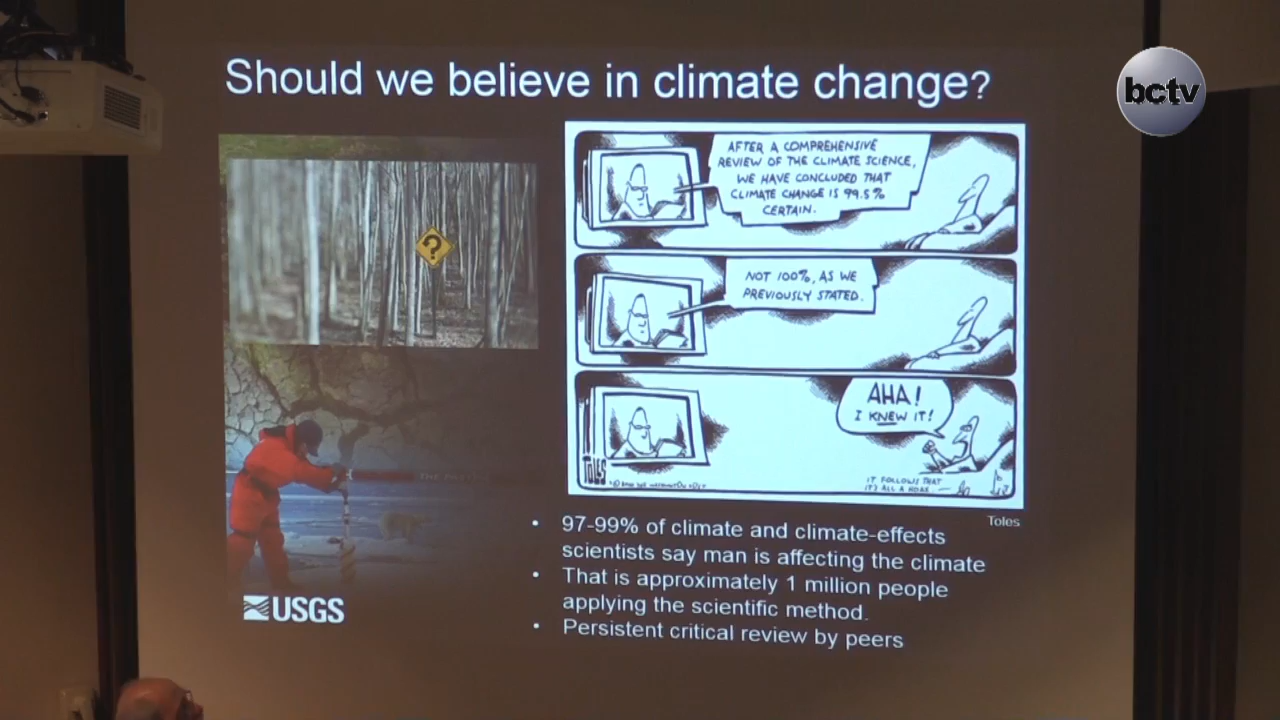 Should we believe in climate change?
bctv
AFTER A COMPREHENSIVE
REVIEW OF THE CLIMATE SCIENCE,
WE HAVE CONCLUDED THAT
CLIMATE CHANGE IS 99.5%
CERTAIN.
?
NOT 100%, AS WE
PREVIOUSLY STATED.
AHA!
I KNEW IT!
TOLES
IT FOLLOWS THAT
IT'S ALL A HOAX.
Toles
• 97-99% of climate and climate-effects
scientists say man is affecting the climate
• That is approximately 1 million people
applying the scientific method.
• Persistent critical review by peers
USGS